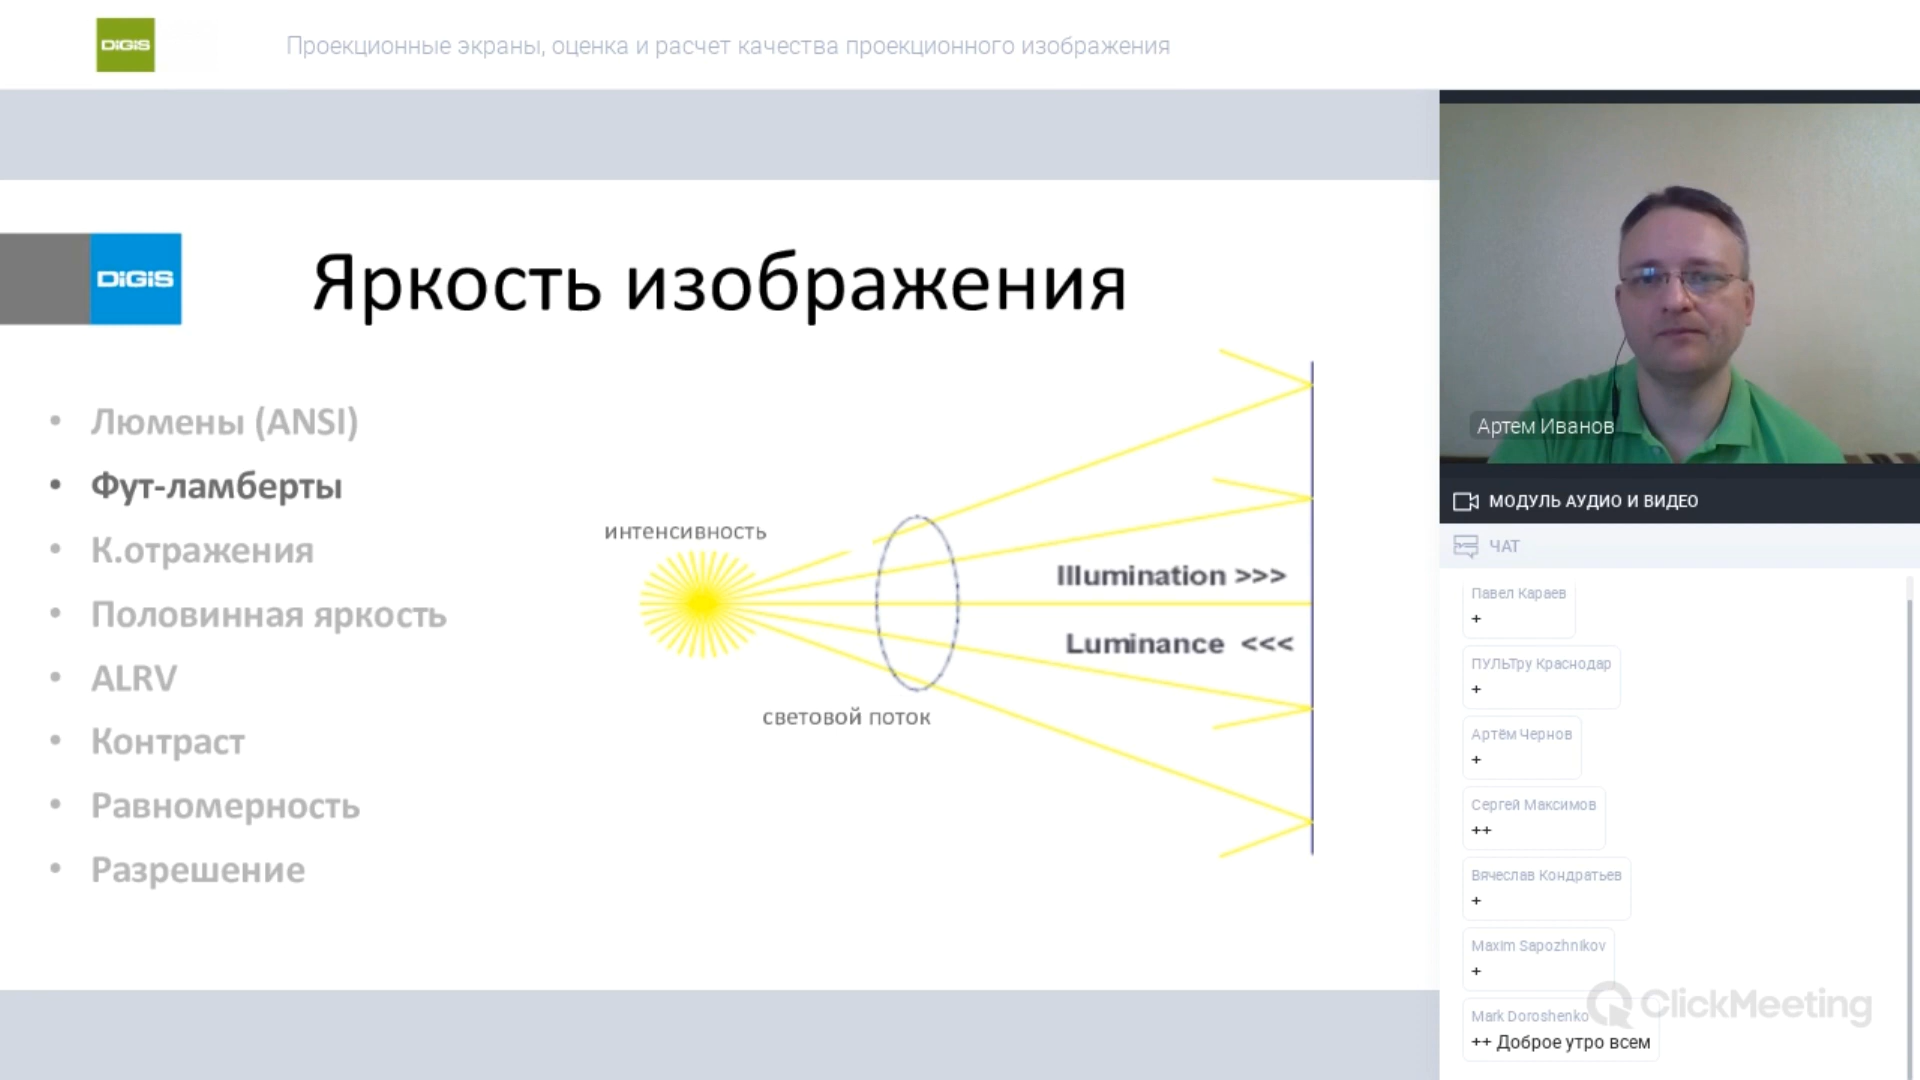 DIGIS
Проекционные экраны, оценка и расчет качества проекционного изображения
DIGIS
Яркость изображения
• Люмены (ANSI)
• Фут-ламберты
• К.отражения
• Половинная яркость
• ALRV
• Контраст
• Равномерность
• Разрешение
интенсивность
световой поток
Illumination >>>
Luminance <<<
Артем Иванов
МОДУЛЬ АУДИО И ВИДЕО
ЧАТ
Павел Караев
+
ПУЛЬТру Краснодар
+
Артём Чернов
+
Сергей Максимов
++
Вячеслав Кондратьев
+
Maxim Sapozhnikov
+
Mark Doroshenko
++ Доброе утро всем
ClickMeeting